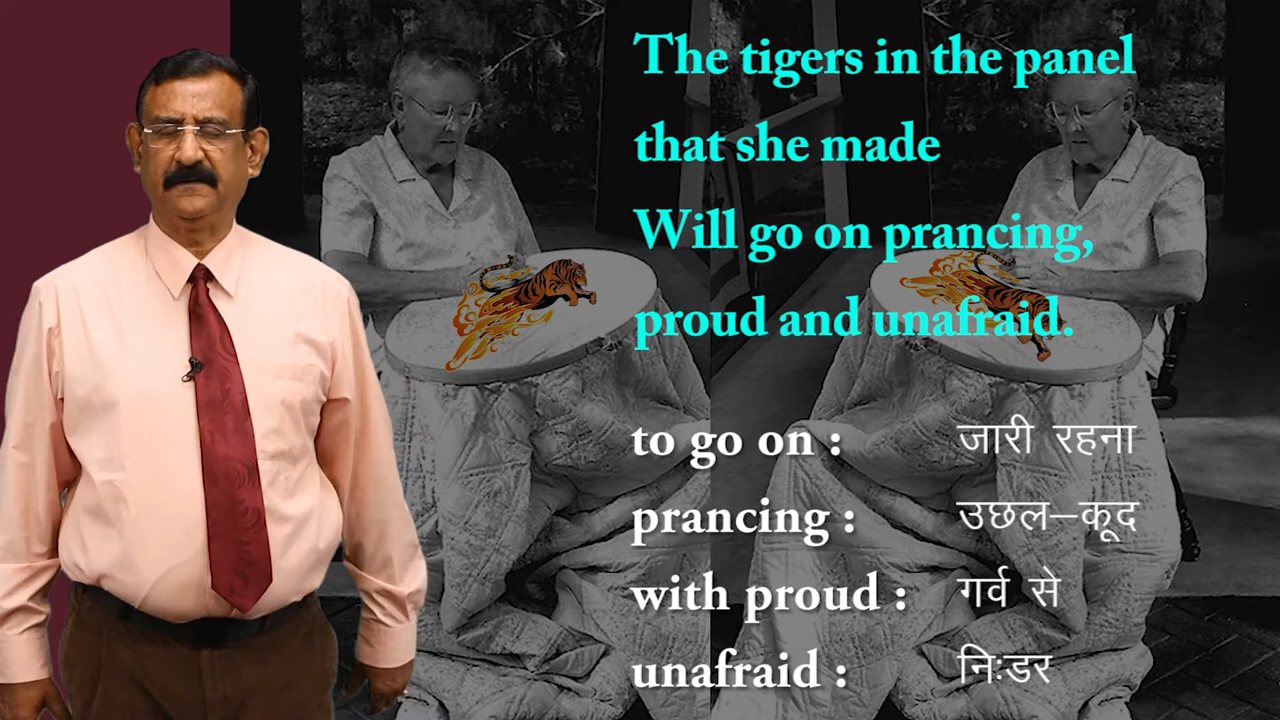 The tigers in the panel
that she made
Will go on prancing,
proud and unafraid.
to go on : जारी रहना
prancing : उछल–कूद
with proud : गर्व से
unafraid : निःडर